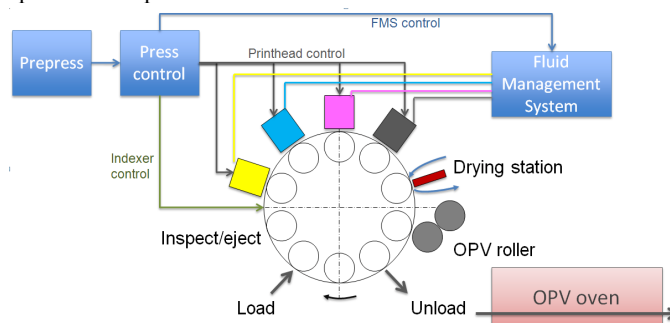 FMS control
Prepress
Press
control
Printhead control
Fluid
Management
System
Indexer
control
Drying station
Inspect/eject
OPV roller
Load
Unload
OPV oven